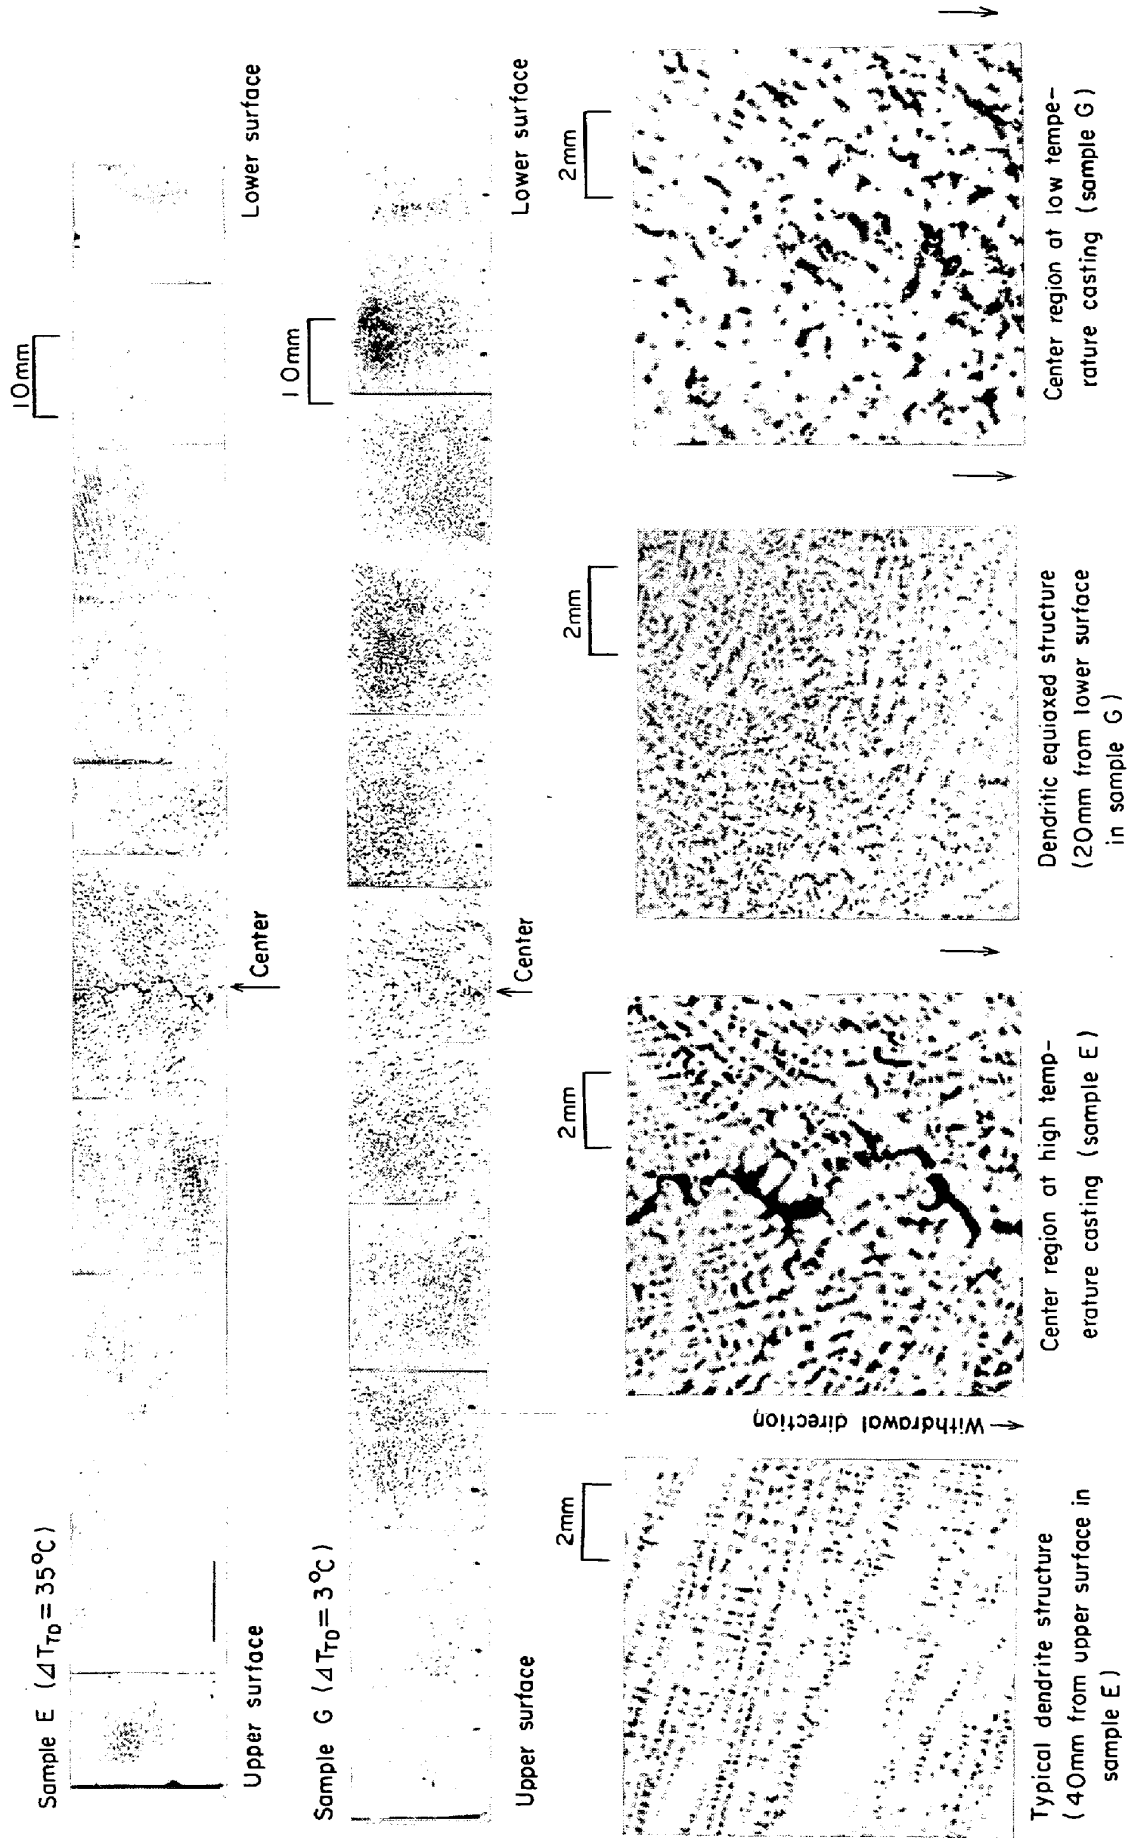 Sample E (ΔT_TD = 35°C)
10mm
Upper surface
Center
Lower surface
Sample G (ΔT_TD = 3°C)
10mm
Upper surface
Center
Lower surface
2mm
2mm
2mm
2mm
← Withdrawal direction
Typical dendrite structure
(40mm from upper surface in
sample E)
Center region at high temp-
erature casting (sample E)
Dendritic equiaxed structure
(20mm from lower surface
in sample G)
Center region at low tempe-
rature casting (sample G)